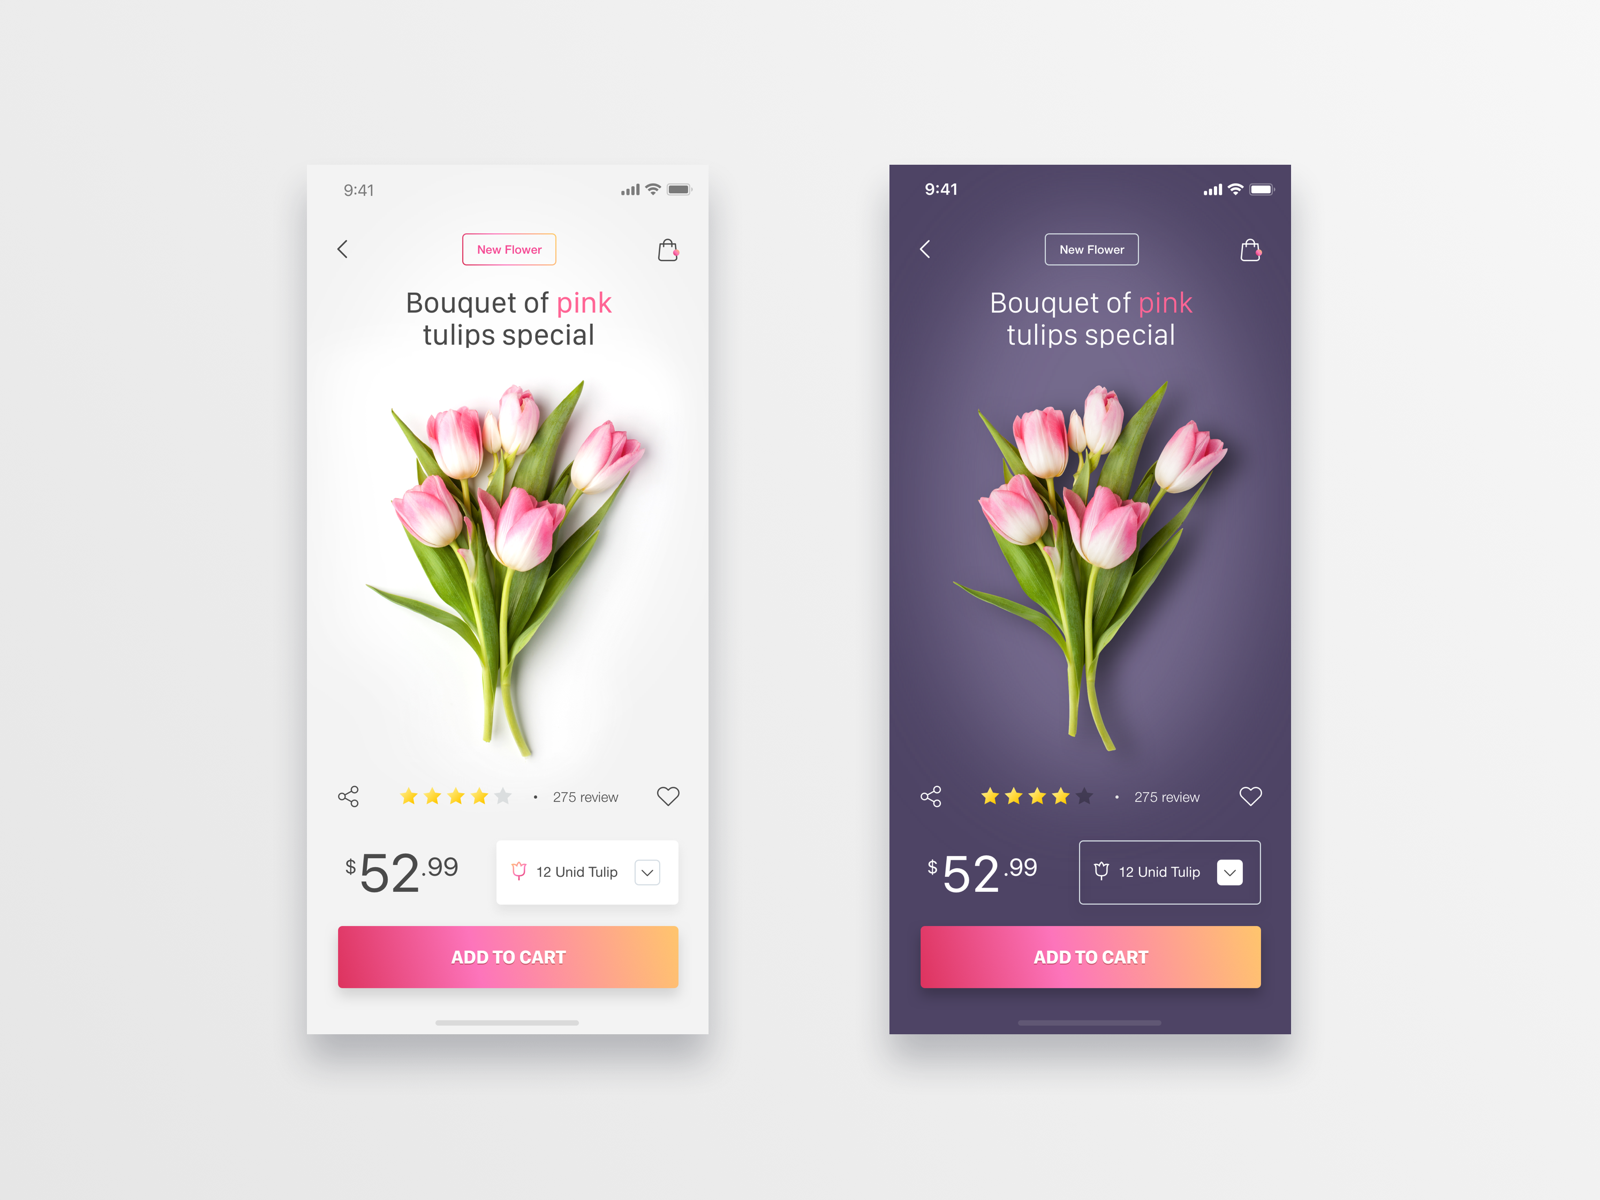 9:41
New Flower
Bouquet of pink
tulips special
275 review
$52.99
12 Unid Tulip
ADD TO CART
9:41
New Flower
Bouquet of pink
tulips special
275 review
$52.99
12 Unid Tulip
ADD TO CART